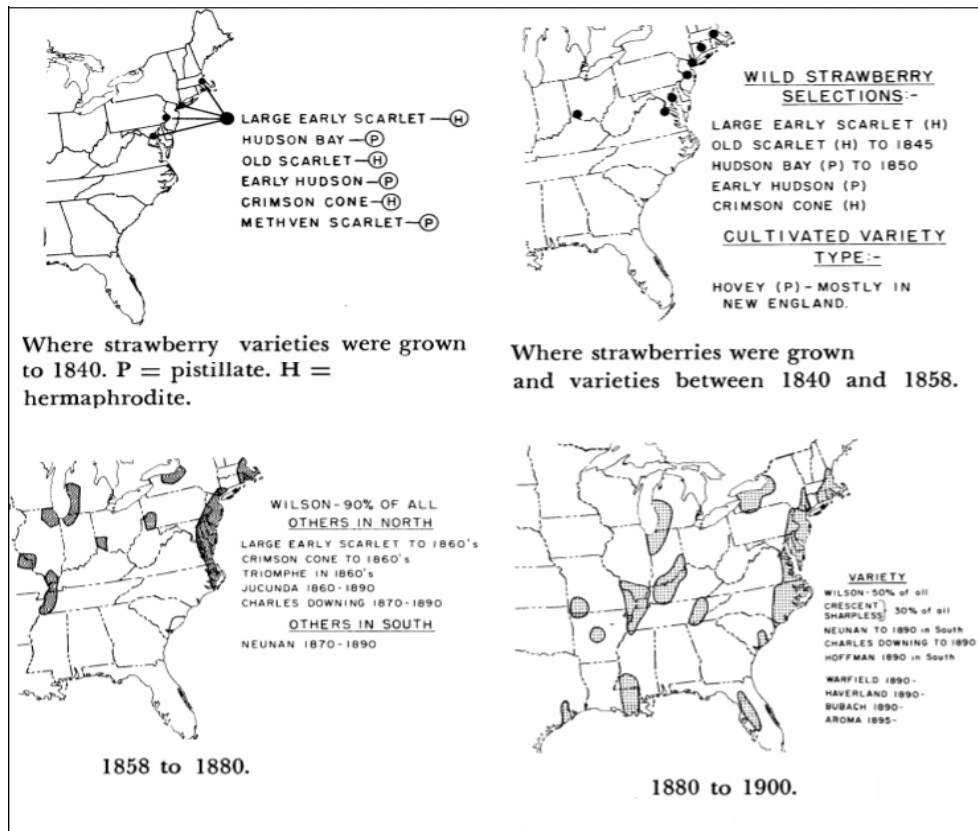 LARGE EARLY SCARLET—(H)
HUDSON BAY—(P)
OLD SCARLET—(H)
EARLY HUDSON—(P)
CRIMSON CONE—(H)
METHVEN SCARLET—(P)
Where strawberry varieties were grown
to 1840. P = pistillate. H =
hermaphrodite.
WILD STRAWBERRY
SELECTIONS:-
LARGE EARLY SCARLET (H)
OLD SCARLET (H) TO 1845
HUDSON BAY (P) TO 1850
EARLY HUDSON (P)
CRIMSON CONE (H)
CULTIVATED VARIETY
TYPE:-
HOVEY (P) - MOSTLY IN
NEW ENGLAND.
Where strawberries were grown
and varieties between 1840 and 1858.
WILSON-90% OF ALL
OTHERS IN NORTH
LARGE EARLY SCARLET TO 1860's
CRIMSON CONE TO 1860's
TRIOMPHE IN 1860's
JUCUNDA 1860-1890
CHARLES DOWNING 1870-1890
OTHERS IN SOUTH
NEUNAN 1870-1890
1858 to 1880.
VARIETY
WILSON-50% of all
CRESCENT
SHARPLESS
30% of all
NEUNAN TO 1890 in South
CHARLES DOWNING TO 1890
HOFFMAN 1890 in South
WARFIELD 1890-
HAVERLAND 1890-
BUBACH 1890-
AROMA 1895-
1880 to 1900.